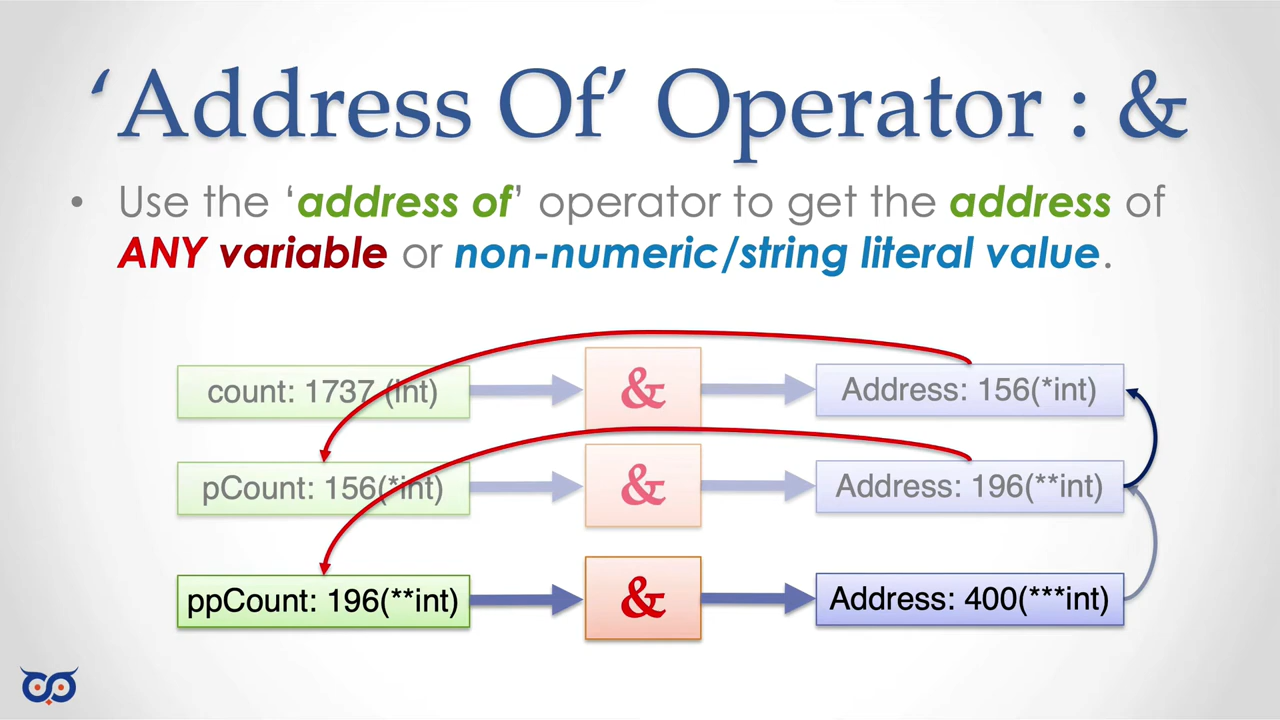 ‘Address Of’ Operator : &
• Use the ‘address of’ operator to get the address of
ANY variable or non-numeric/string literal value.
count: 1737 (int)
&
Address: 156(*int)
pCount: 156(*int)
&
Address: 196(**int)
ppCount: 196(**int)
&
Address: 400(***int)